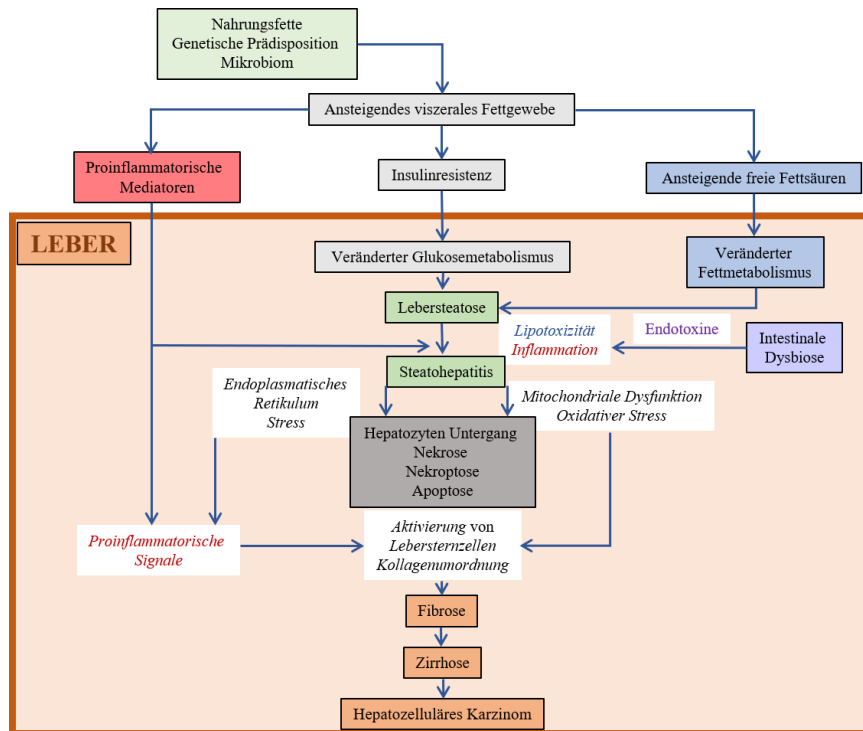 Nahrungsfette
Genetische Prädisposition
Mikrobiom
Ansteigendes viszerales Fettgewebe
Proinflammatorische
Mediatoren
Insulinresistenz
Ansteigende freie Fettsäuren
LEBER
Veränderter Glukosemetabolismus
Veränderter
Fettmetabolismus
Lebersteatose
Lipotoxizität
Inflammation
Endotoxine
Intestinale
Dysbiose
Steatohepatitis
Endoplasmatisches
Retikulum
Stress
Mitochondriale Dysfunktion
Oxidativer Stress
Hepatozyten Untergang
Nekrose
Nekroptose
Apoptose
Proinflammatorische
Signale
Aktivierung von
Lebersternzellen
Kollagenumordnung
Fibrose
Zirrhose
Hepatozelluläres Karzinom